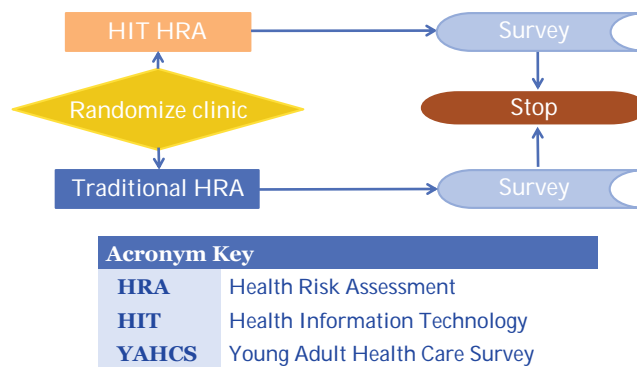 HIT HRA
Survey
Randomize clinic
Stop
Traditional HRA
Survey
Acronym Key
HRA Health Risk Assessment
HIT Health Information Technology
YAHCS Young Adult Health Care Survey